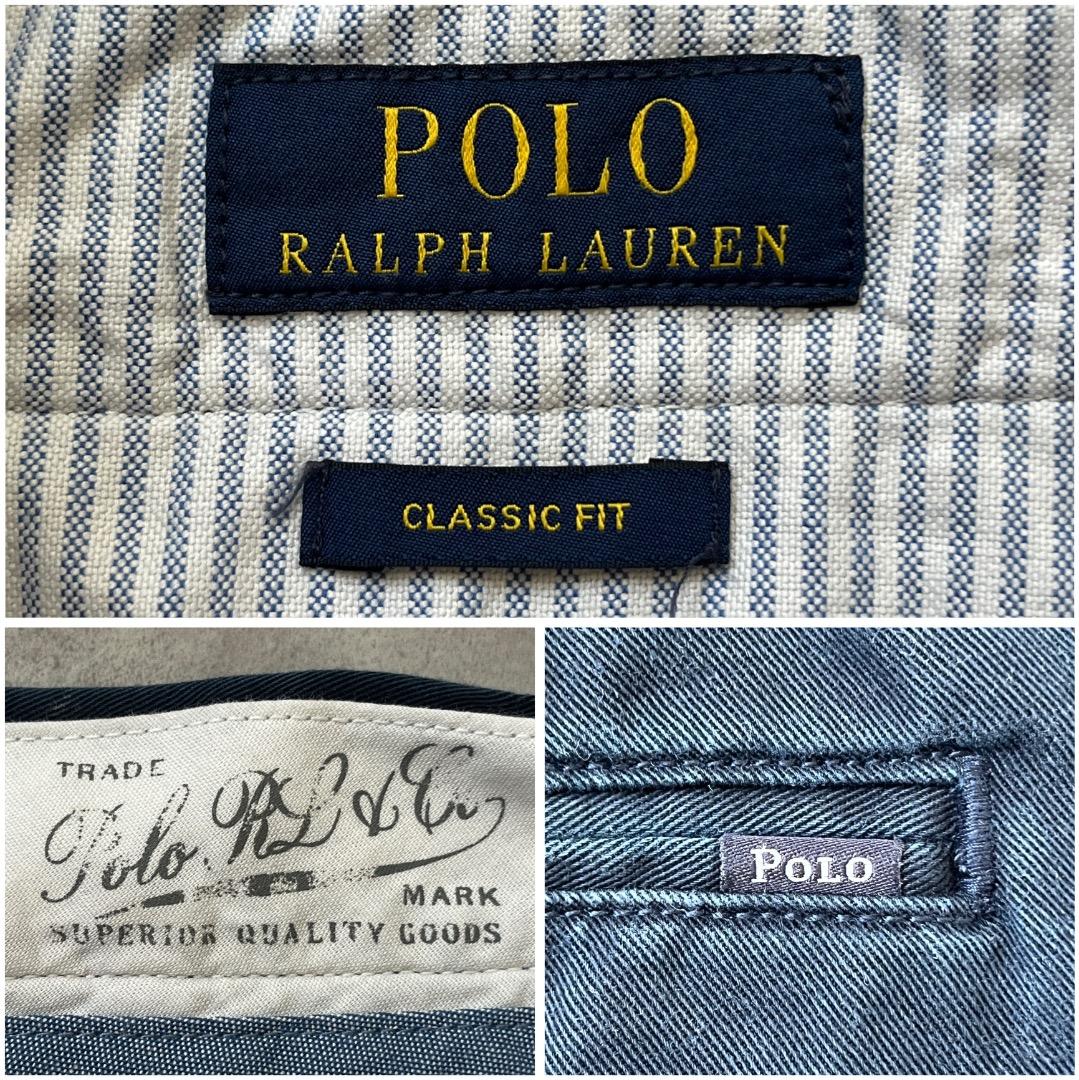 POLO
RALPH LAUREN
CLASSIC FIT
TRADE
Polo RL & Co
MARK
SUPERIOR QUALITY GOODS
POLO